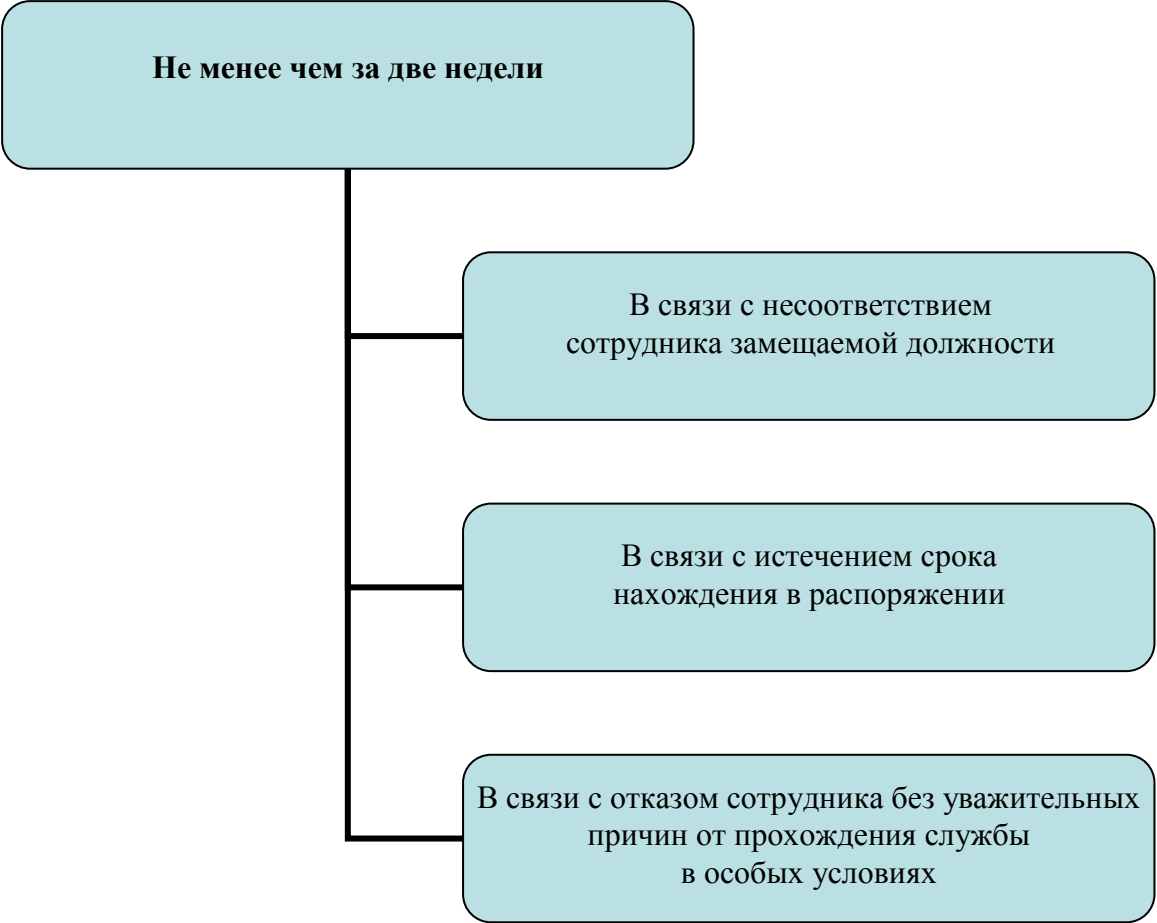 Не менее чем за две недели
В связи с несоответствием
сотрудника замещаемой должности
В связи с истечением срока
нахождения в распоряжении
В связи с отказом сотрудника без уважительных
причин от прохождения службы
в особых условиях